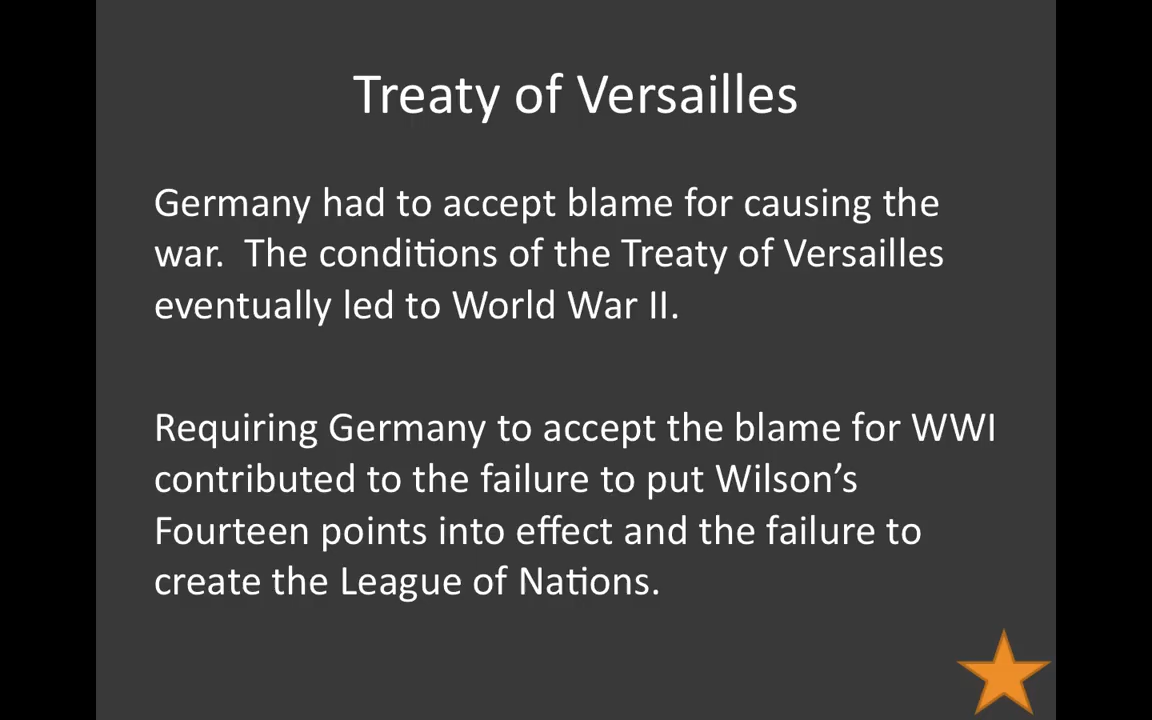 Treaty of Versailles
Germany had to accept blame for causing the
war.  The conditions of the Treaty of Versailles
eventually led to World War II.
Requiring Germany to accept the blame for WWI
contributed to the failure to put Wilson’s
Fourteen points into effect and the failure to
create the League of Nations.